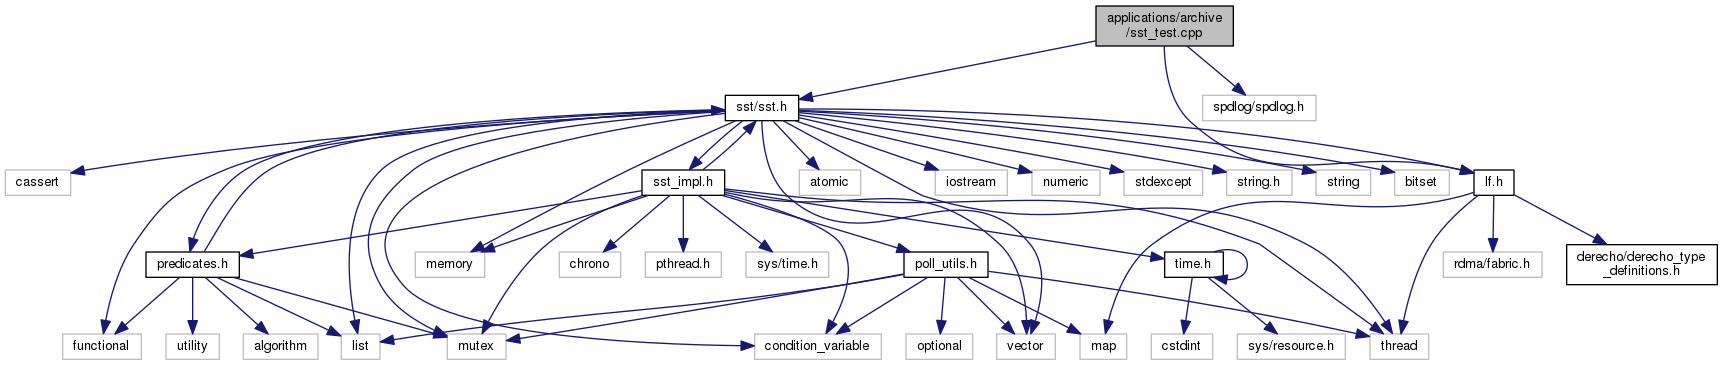 applications/archive
/sst_test.cpp
sst/sst.h
spdlog/spdlog.h
cassert
sst_impl.h
atomic
iostream
numeric
stdexcept
string.h
string
bitset
lf.h
predicates.h
memory
chrono
pthread.h
sys/time.h
poll_utils.h
time.h
rdma/fabric.h
derecho/derecho_type
_definitions.h
functional
utility
algorithm
list
mutex
condition_variable
optional
vector
map
cstdint
sys/resource.h
thread